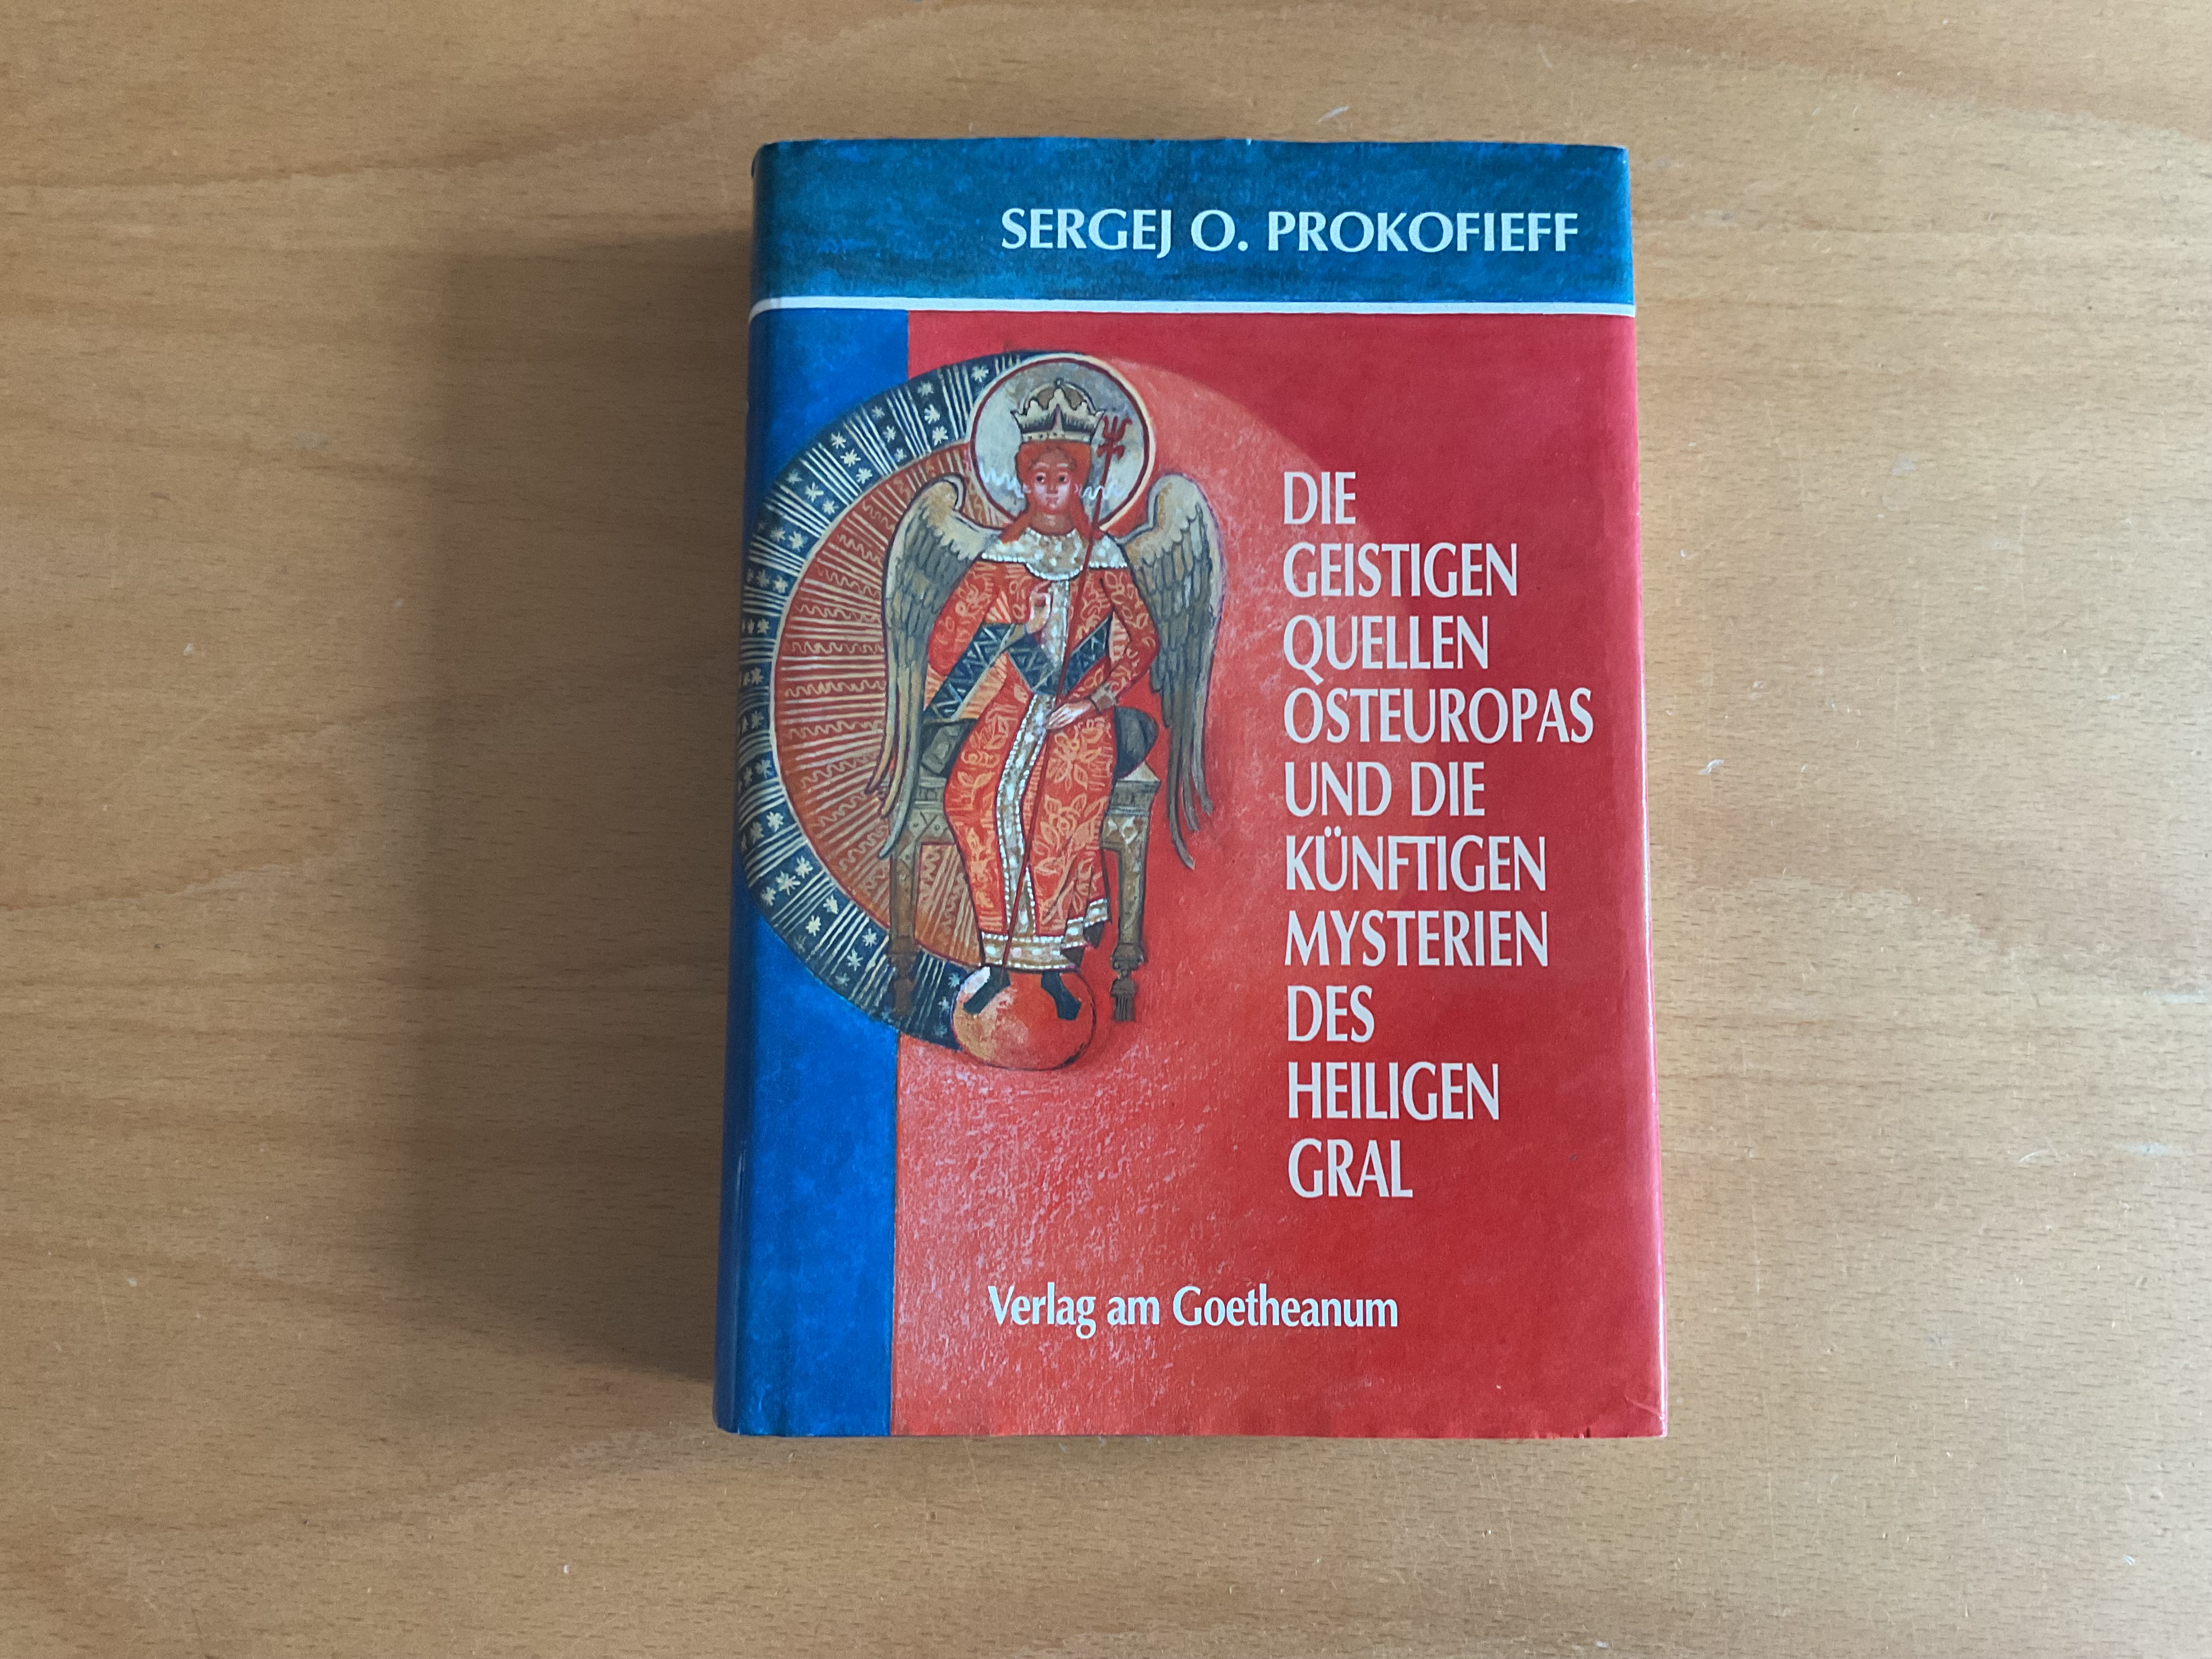 SERGEJ O. PROKOFIEFF
DIE
GEISTIGEN
QUELLEN
OSTEUROPAS
UND DIE
KÜNFTIGEN
MYSTERIEN
DES
HEILIGEN
GRAL
Verlag am Goetheanum